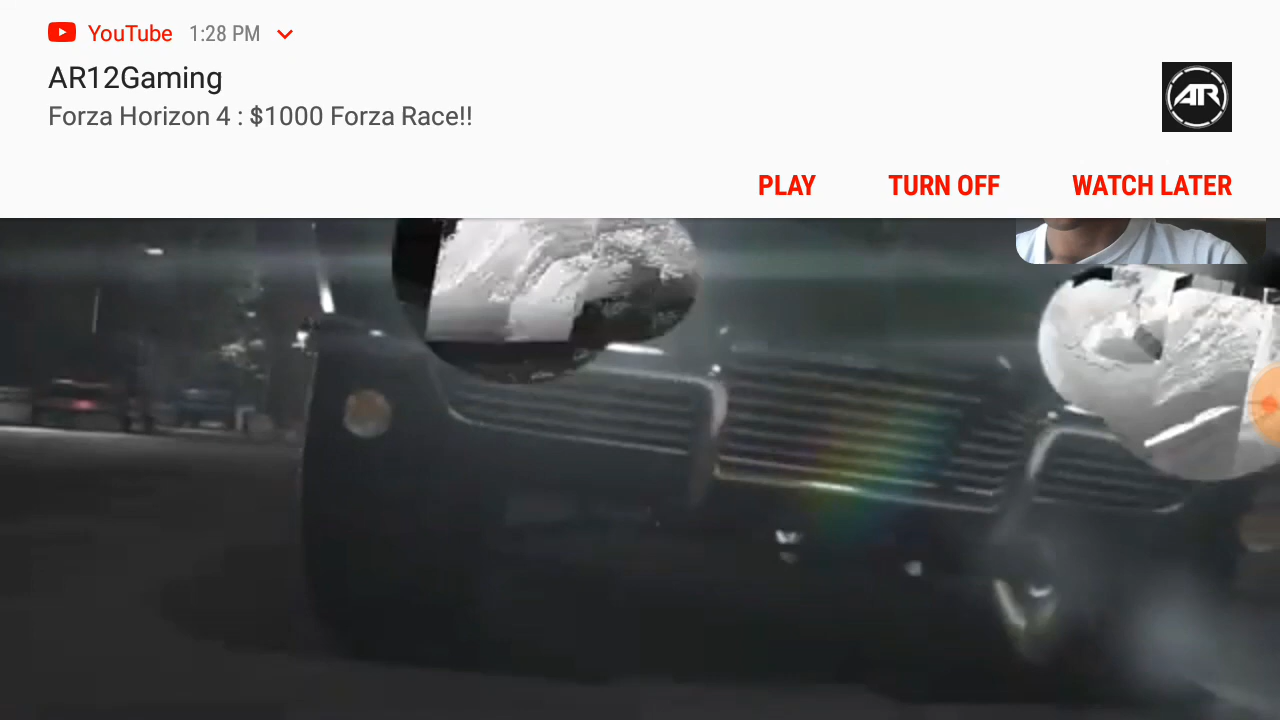 YouTube 1:28 PM
AR12Gaming
Forza Horizon 4 : $1000 Forza Race!!
AR
PLAY TURN OFF WATCH LATER